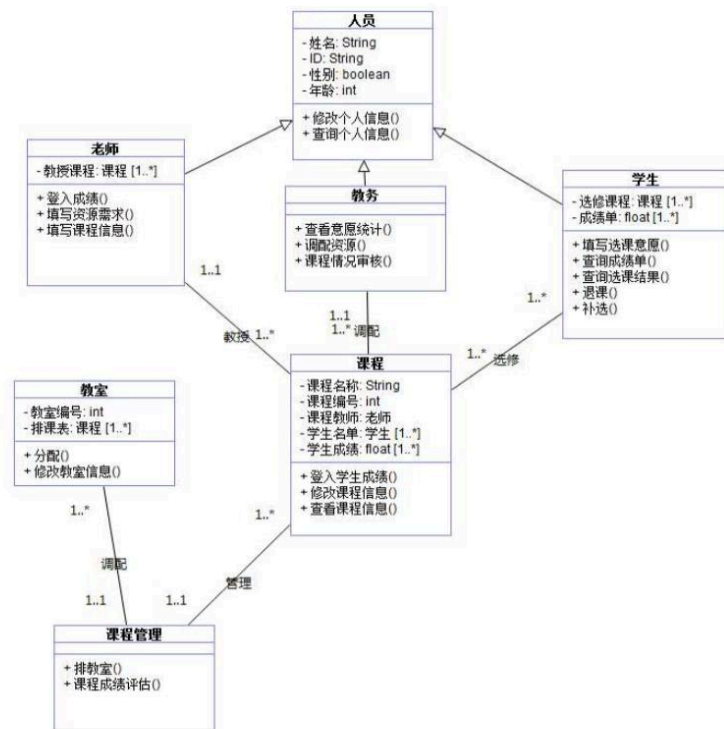 人员
- 姓名: String
- ID: String
- 性别: boolean
- 年龄: int
+ 修改个人信息()
+ 查询个人信息()
老师
- 教授课程: 课程 [1..*]
+ 登入成绩()
+ 填写资源需求()
+ 填写课程信息()
教务
+ 查看意愿统计()
+ 调配资源()
+ 课程情况审核()
学生
- 选修课程: 课程 [1..*]
- 成绩单: float [1..*]
+ 填写选课意愿()
+ 查询成绩单()
+ 查询选课结果()
+ 退课()
+ 补选()
1..1
教授 1..*
1..1
1..* 调配
1..*
1..* 选修
课程
- 课程名称: String
- 课程编号: int
- 课程教师: 老师
- 学生名单: 学生 [1..*]
- 学生成绩: float [1..*]
+ 登入学生成绩()
+ 修改课程信息()
+ 查看课程信息()
教室
- 教室编号: int
- 排课表: 课程 [1..*]
+ 分配()
+ 修改教室信息()
1..*
1..*
调配
管理
1..1
1..1
课程管理
+ 排教室()
+ 课程成绩评估()